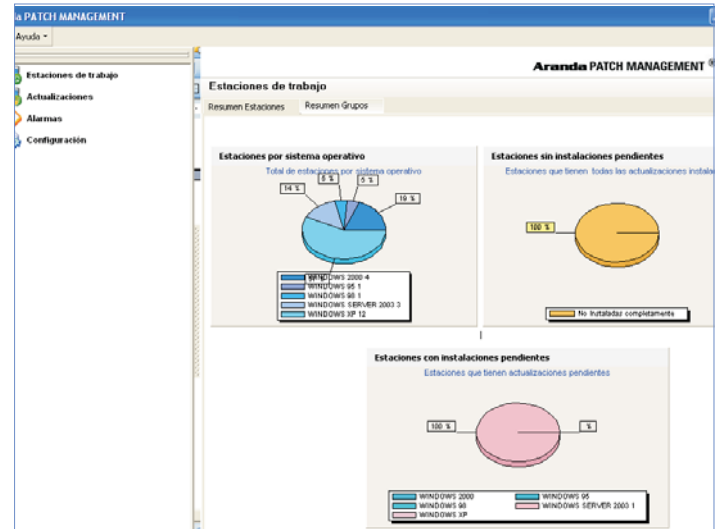 a PATCH MANAGEMENT
Ayuda
Estaciones de trabajo
Actualizaciones
Alarmas
Configuración
Aranda PATCH MANAGEMENT ®
Estaciones de trabajo
Resumen Estaciones Resumen Grupos
Estaciones por sistema operativo
Total de estaciones por sistema operativo
14 %
5 %
5 %
19 %
WINDOWS 2000 4
WINDOWS 95 1
WINDOWS 98 1
WINDOWS SERVER 2003 3
WINDOWS XP 12
Estaciones sin instalaciones pendientes
Estaciones que tienen todas las actualizaciones instala
100 %
No Instaladas completamente
Estaciones con instalaciones pendientes
Estaciones que tienen actualizaciones pendientes
100 %
%
WINDOWS 2000 WINDOWS 95
WINDOWS 98 WINDOWS SERVER 2003 1
WINDOWS XP